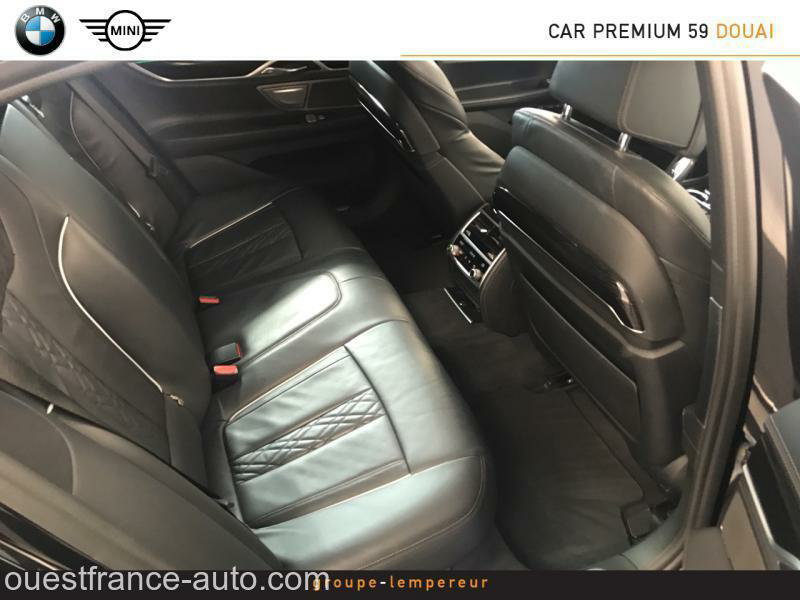 BMW
MINI
CAR PREMIUM 59 DOUAI
ouestfrance-auto.com
groupe-lempereur